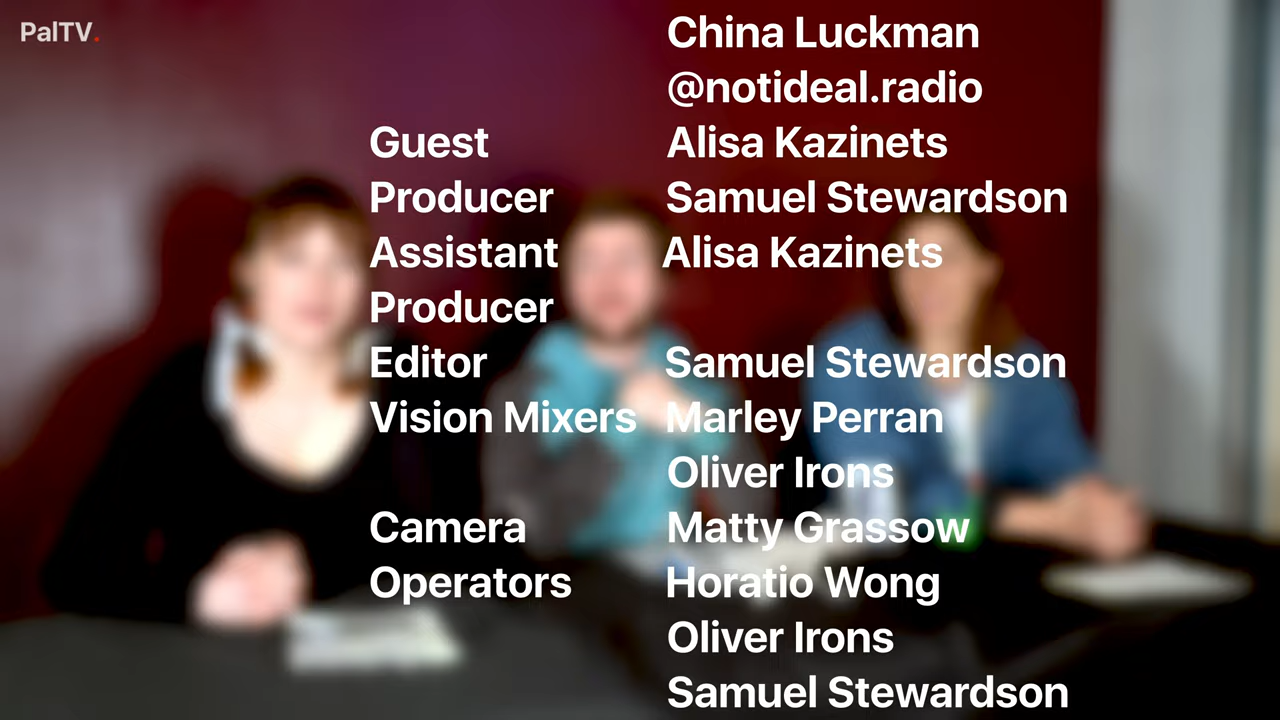 PalTV.
China Luckman
@notideal.radio
Guest Alisa Kazinets
Producer Samuel Stewardson
Assistant Alisa Kazinets
Producer
Editor Samuel Stewardson
Vision Mixers Marley Perran
Oliver Irons
Camera Matty Grassow
Operators Horatio Wong
Oliver Irons
Samuel Stewardson